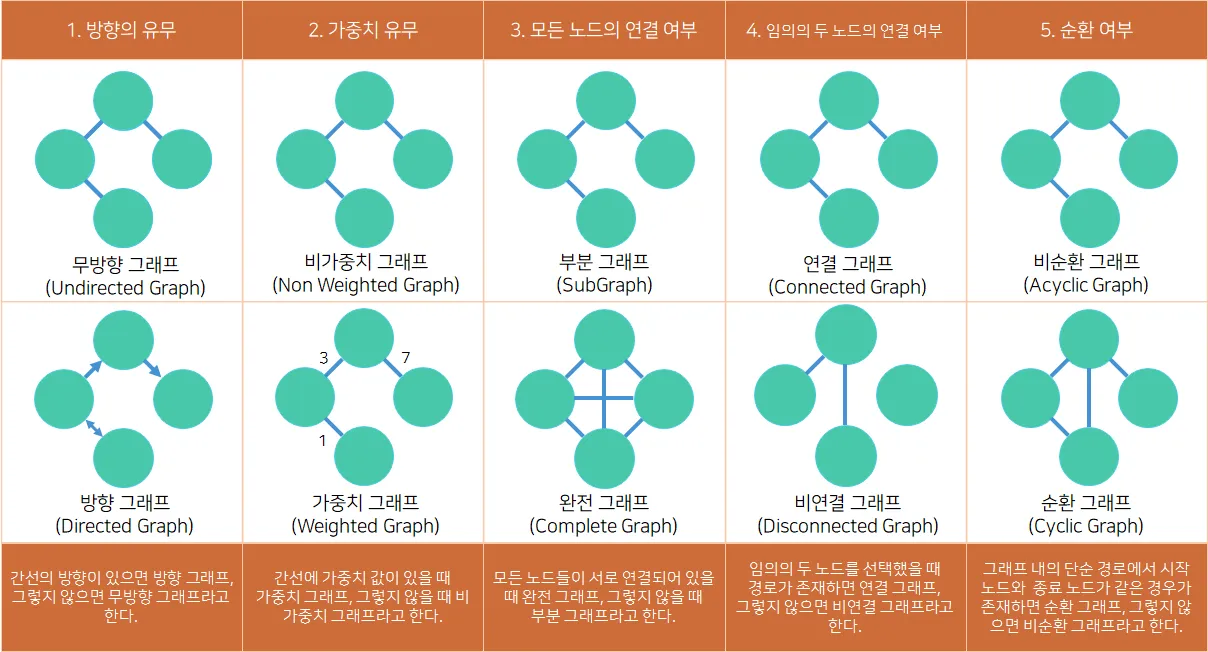 1. 방향의 유무
2. 가중치 유무
3. 모든 노드의 연결 여부
4. 임의의 두 노드의 연결 여부
5. 순환 여부
무방향 그래프
(Undirected Graph)
비가중치 그래프
(Non Weighted Graph)
부분 그래프
(SubGraph)
연결 그래프
(Connected Graph)
비순환 그래프
(Acyclic Graph)
방향 그래프
(Directed Graph)
3
7
1
가중치 그래프
(Weighted Graph)
완전 그래프
(Complete Graph)
비연결 그래프
(Disconnected Graph)
순환 그래프
(Cyclic Graph)
간선의 방향이 있으면 방향 그래프,
그렇지 않으면 무방향 그래프라고
한다.
간선에 가중치 값이 있을 때
가중치 그래프, 그렇지 않을 때 비
가중치 그래프라고 한다.
모든 노드들이 서로 연결되어 있을
때 완전 그래프, 그렇지 않을 때
부분 그래프라고 한다.
임의의 두 노드를 선택했을 때
경로가 존재하면 연결 그래프,
그렇지 않으면 비연결 그래프라고
한다.
그래프 내의 단순 경로에서 시작
노드와 종료 노드가 같은 경우가
존재하면 순환 그래프, 그렇지 않
으면 비순환 그래프라고 한다.